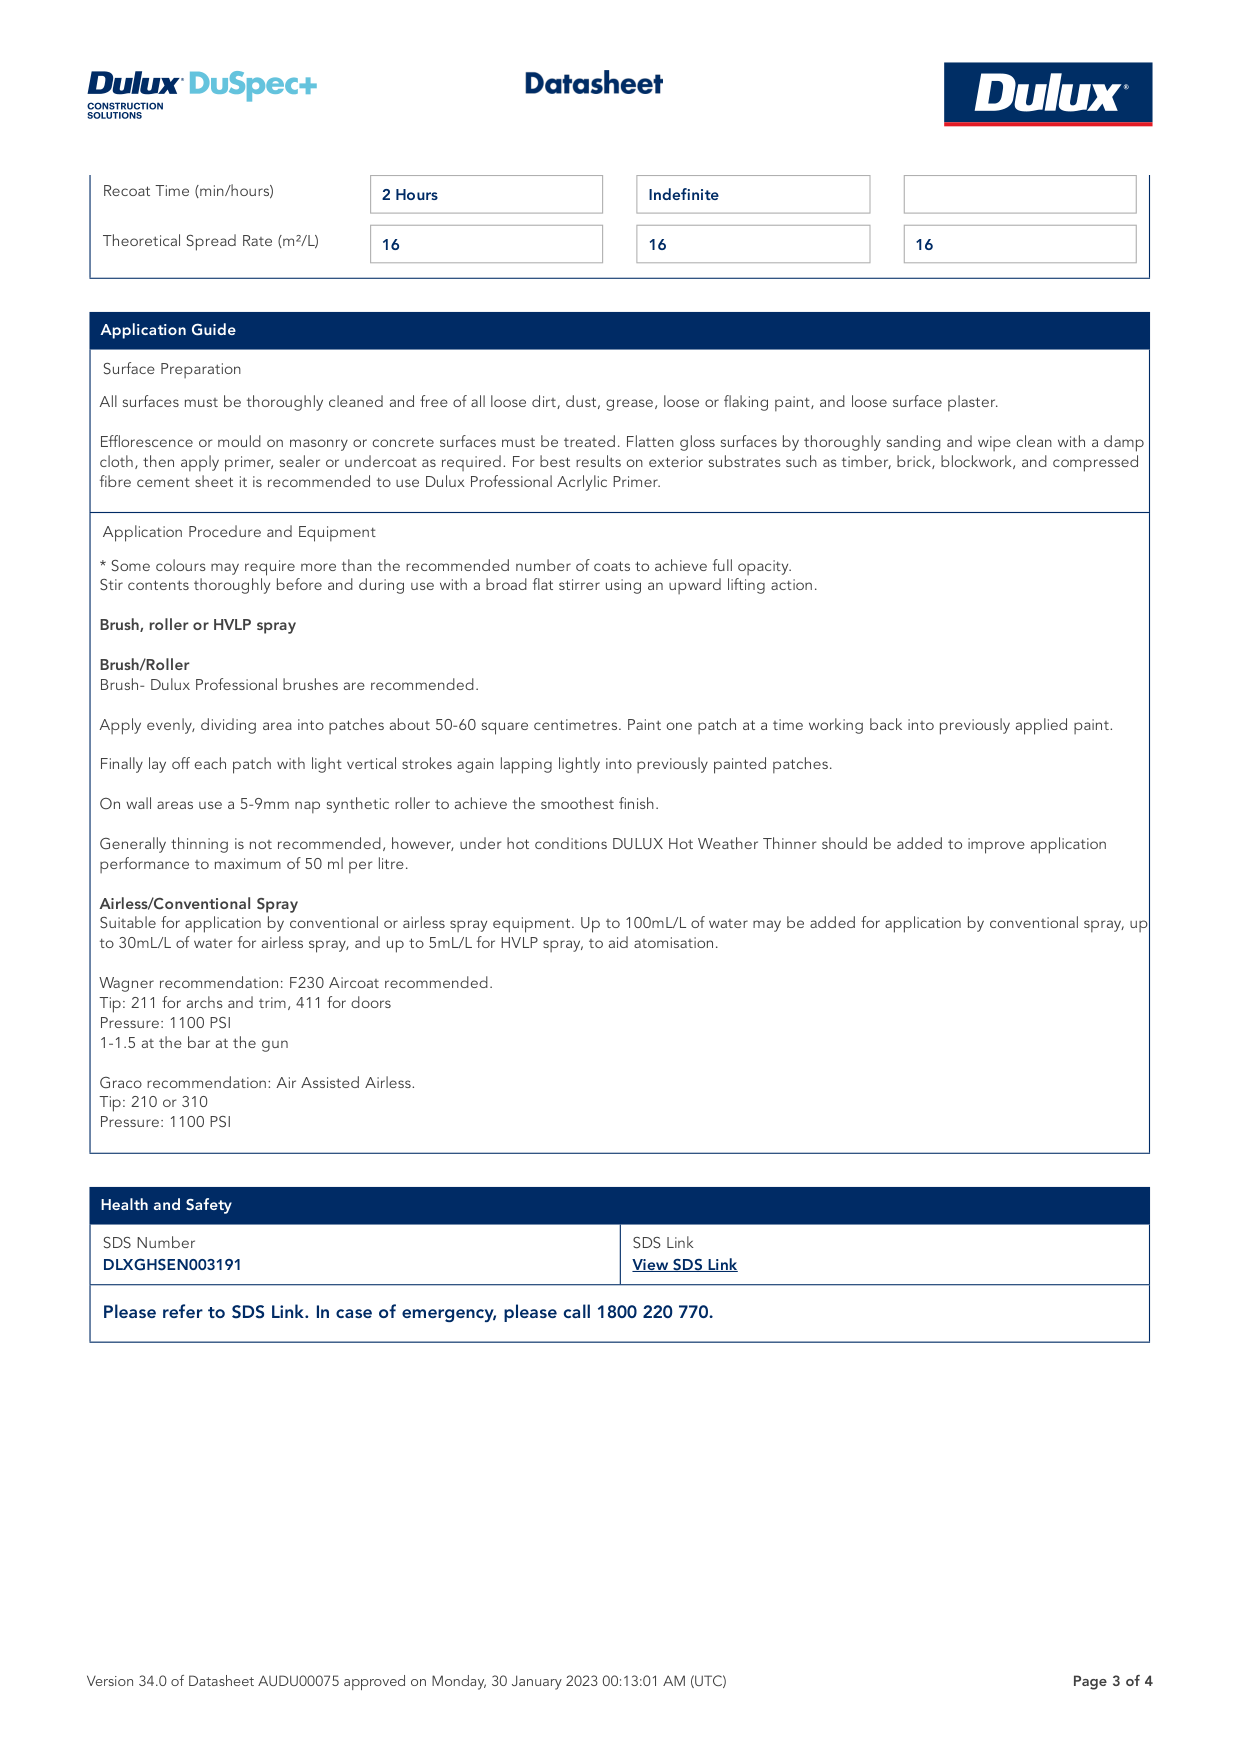 Dulux DuSpec+
CONSTRUCTION
SOLUTIONS
Datasheet
Dulux®
Recoat Time (min/hours)
2 Hours
Indefinite
Theoretical Spread Rate (m²/L)
16
16
16
Application Guide
Surface Preparation
All surfaces must be thoroughly cleaned and free of all loose dirt, dust, grease, loose or flaking paint, and loose surface plaster.
Efflorescence or mould on masonry or concrete surfaces must be treated. Flatten gloss surfaces by thoroughly sanding and wipe clean with a damp
cloth, then apply primer, sealer or undercoat as required. For best results on exterior substrates such as timber, brick, blockwork, and compressed
fibre cement sheet it is recommended to use Dulux Professional Acrlylic Primer.
Application Procedure and Equipment
* Some colours may require more than the recommended number of coats to achieve full opacity.
Stir contents thoroughly before and during use with a broad flat stirrer using an upward lifting action.
Brush, roller or HVLP spray
Brush/Roller
Brush- Dulux Professional brushes are recommended.
Apply evenly, dividing area into patches about 50-60 square centimetres. Paint one patch at a time working back into previously applied paint.
Finally lay off each patch with light vertical strokes again lapping lightly into previously painted patches.
On wall areas use a 5-9mm nap synthetic roller to achieve the smoothest finish.
Generally thinning is not recommended, however, under hot conditions DULUX Hot Weather Thinner should be added to improve application
performance to maximum of 50 ml per litre.
Airless/Conventional Spray
Suitable for application by conventional or airless spray equipment. Up to 100mL/L of water may be added for application by conventional spray, up
to 30mL/L of water for airless spray, and up to 5mL/L for HVLP spray, to aid atomisation.
Wagner recommendation: F230 Aircoat recommended.
Tip: 211 for archs and trim, 411 for doors
Pressure: 1100 PSI
1-1.5 at the bar at the gun
Graco recommendation: Air Assisted Airless.
Tip: 210 or 310
Pressure: 1100 PSI
Health and Safety
SDS Number
DLXGHSEN003191
SDS Link
View SDS Link
Please refer to SDS Link. In case of emergency, please call 1800 220 770.
Version 34.0 of Datasheet AUDU00075 approved on Monday, 30 January 2023 00:13:01 AM (UTC)
Page 3 of 4